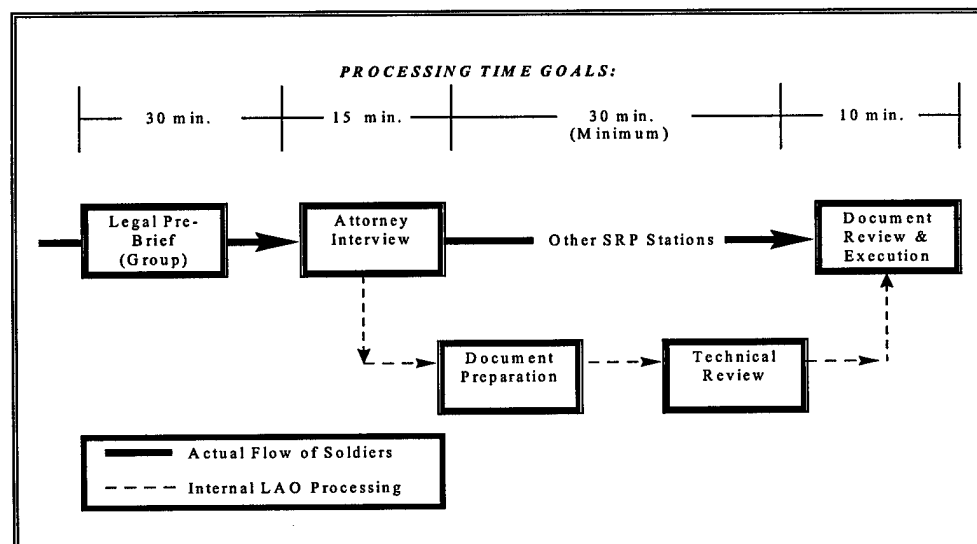 PROCESSING TIME GOALS:
30 min.
15 min.
30 min.
(Minimum)
10 min.
Legal Pre-
Brief
(Group)
Attorney
Interview
Other SRP Stations
Document
Review &
Execution
Document
Preparation
Technical
Review
Actual Flow of Soldiers
Internal LAO Processing